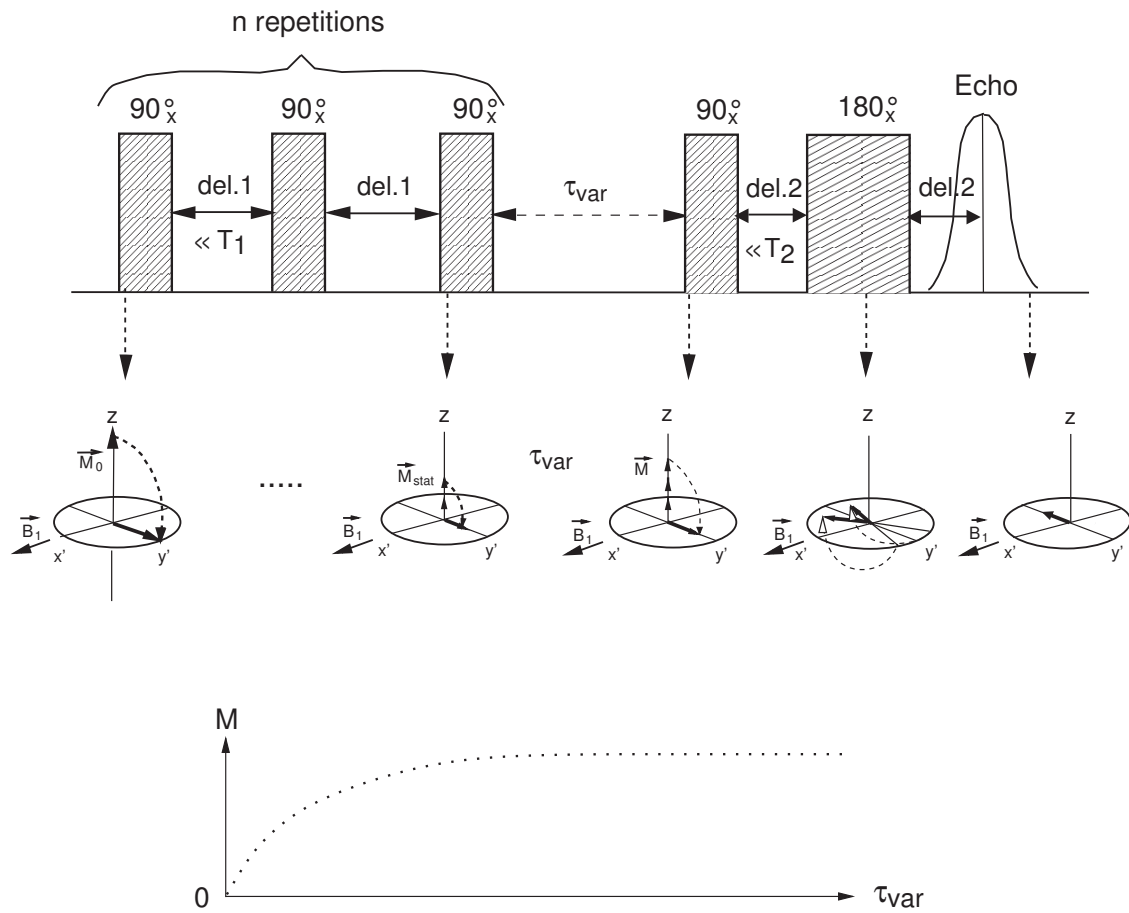 n repetitions
90°x 90°x 90°x 90°x 180°x Echo
del.1 del.1 τvar del.2 del.2
« T1 « T2
z z z z z
M0 Mstat τvar M
.....
B1 x' y' B1 x' y' B1 x' y' B1 x' y' B1 x' y'
M
0 τvar